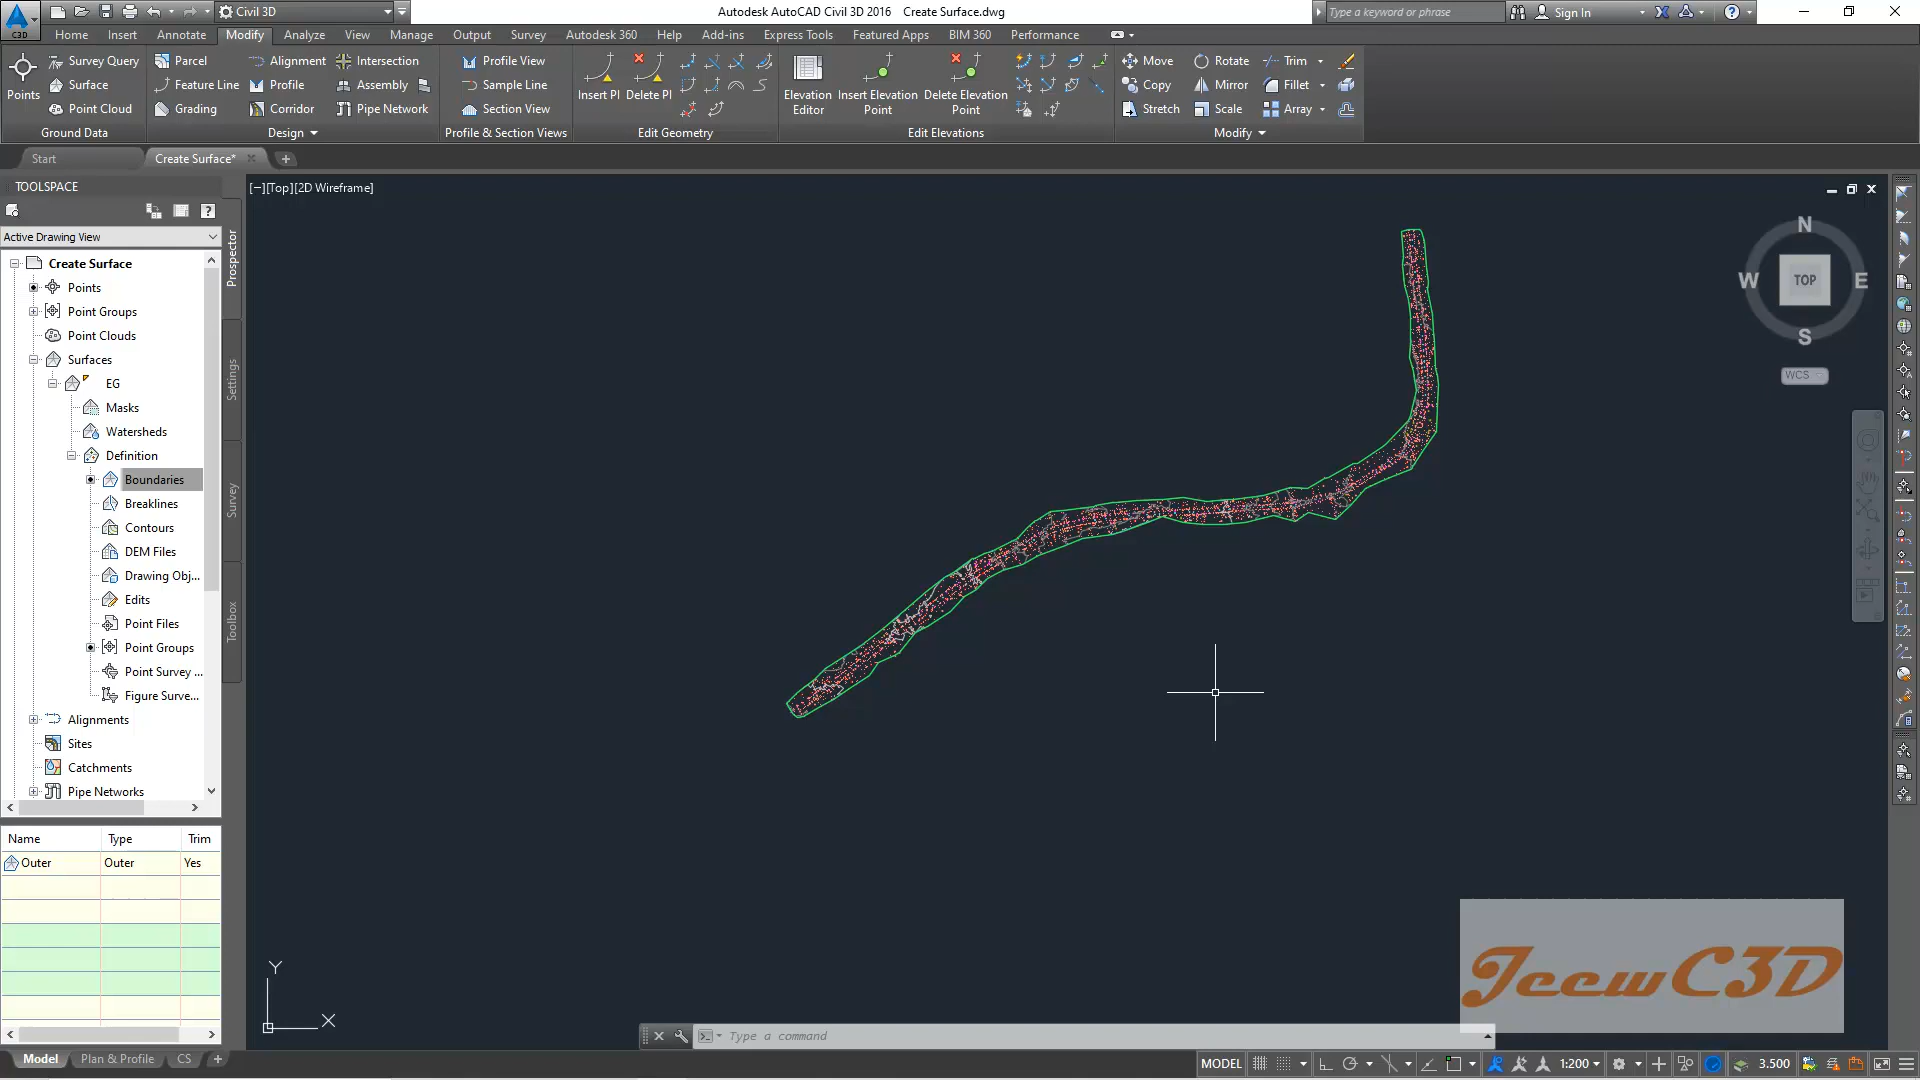 Civil 3D
Autodesk AutoCAD Civil 3D 2016 Create Surface.dwg
Type a keyword or phrase
Sign In
C3D
Home Insert Annotate Modify Analyze View Manage Output Survey Autodesk 360 Help Add-ins Express Tools Featured Apps BIM 360 Performance
Points
Survey Query
Surface
Point Cloud
Ground Data
Parcel
Feature Line
Grading
Alignment
Profile
Corridor
Intersection
Assembly
Pipe Network
Design
Profile View
Sample Line
Section View
Profile & Section Views
Insert PI
Delete PI
Edit Geometry
Elevation Editor
Insert Elevation Point
Delete Elevation Point
Edit Elevations
Move
Copy
Stretch
Rotate
Mirror
Scale
Trim
Fillet
Array
Modify
Start
Create Surface*
TOOLSPACE
[−][Top][2D Wireframe]
Active Drawing View
Prospector
Settings
Survey
Toolbox
Create Surface
Points
Point Groups
Point Clouds
Surfaces
EG
Masks
Watersheds
Definition
Boundaries
Breaklines
Contours
DEM Files
Drawing Obj...
Edits
Point Files
Point Groups
Point Survey ...
Figure Surve...
Alignments
Sites
Catchments
Pipe Networks
Name Type Trim
Outer Outer Yes
N
W TOP E
S
WCS
Y
X
JeewC3D
Type a command
Model Plan & Profile CS
MODEL
1:200
3.500